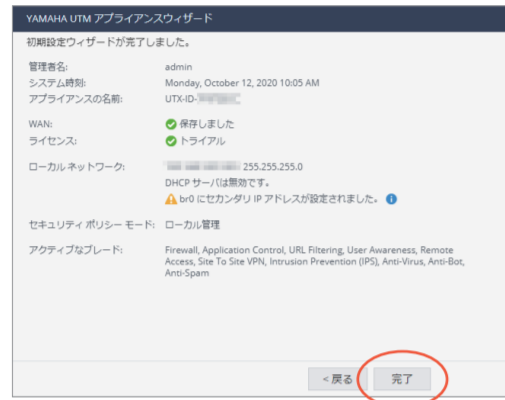 YAMAHA UTM アプライアンスウィザード
初期設定ウィザードが完了しました。
管理者名: admin
システム時刻: Monday, October 12, 2020 10:05 AM
アプライアンスの名前: UTX-ID-
WAN: 保存しました
ライセンス: トライアル
ローカルネットワーク: 255.255.255.0
DHCP サーバは無効です。
br0 にセカンダリ IP アドレスが設定されました。
セキュリティ ポリシー モード: ローカル管理
アクティブなブレード: Firewall, Application Control, URL Filtering, User Awareness, Remote
Access, Site To Site VPN, Intrusion Prevention (IPS), Anti-Virus, Anti-Bot,
Anti-Spam
< 戻る 完了